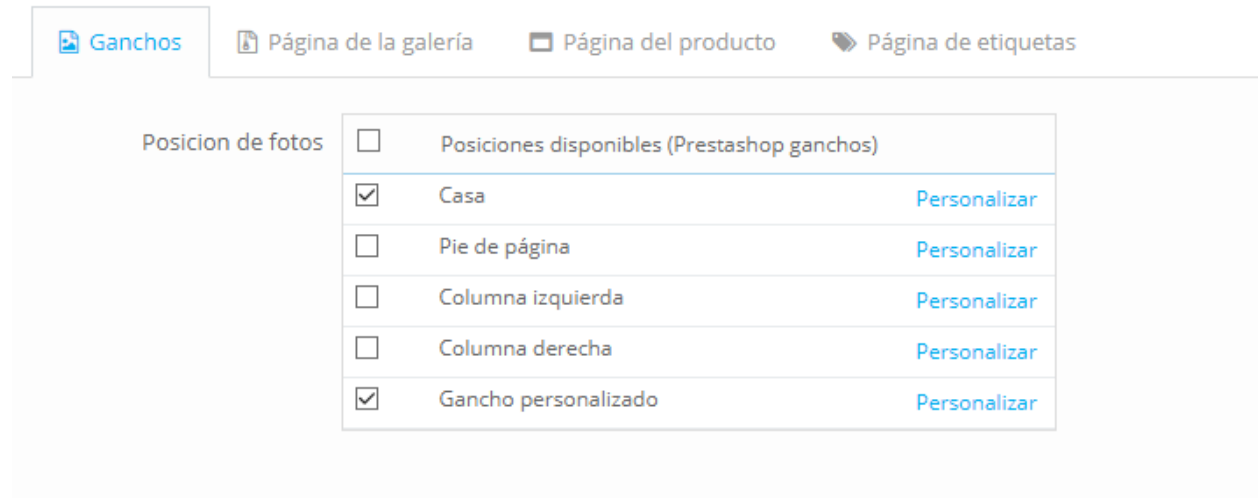 Ganchos Página de la galería Página del producto Página de etiquetas
Posicion de fotos Posiciones disponibles (Prestashop ganchos)
Casa Personalizar
Pie de página Personalizar
Columna izquierda Personalizar
Columna derecha Personalizar
Gancho personalizado Personalizar